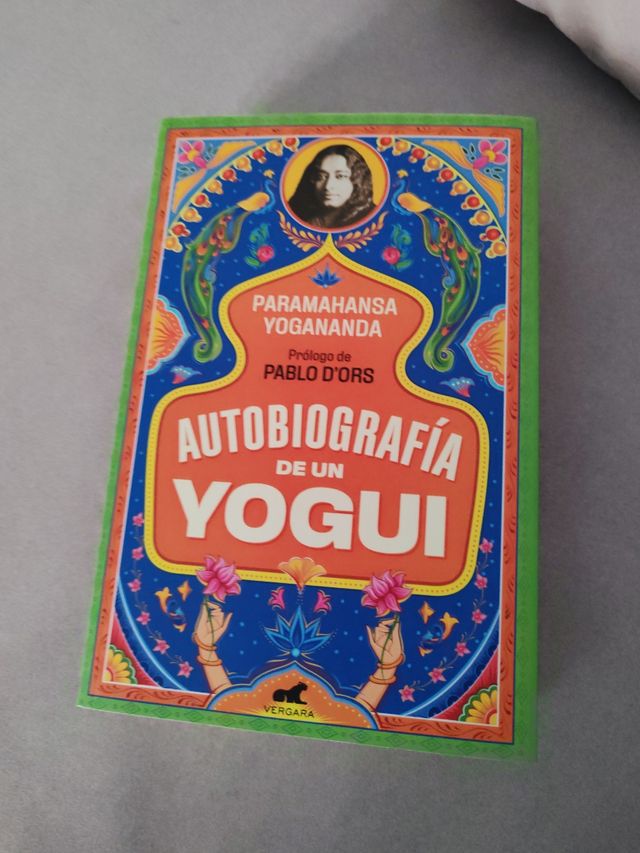 PARAMAHANSA
YOGANANDA
Prólogo de
PABLO D'ORS
AUTOBIOGRAFÍA
DE UN
YOGUI
VERGARA